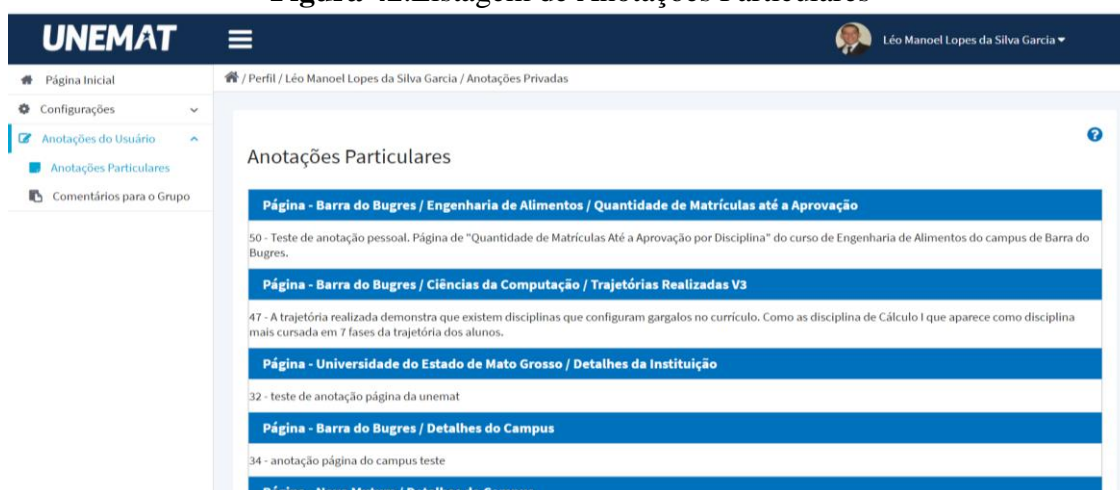 Figura 42.Listagem de Anotações Particulares
UNEMAT
Léo Manoel Lopes da Silva Garcia
Página Inicial
/ Perfil / Léo Manoel Lopes da Silva Garcia / Anotações Privadas
Configurações
Anotações do Usuário
Anotações Particulares
Comentários para o Grupo
Anotações Particulares
Página - Barra do Bugres / Engenharia de Alimentos / Quantidade de Matrículas até a Aprovação
50 - Teste de anotação pessoal. Página de "Quantidade de Matrículas Até a Aprovação por Disciplina" do curso de Engenharia de Alimentos do campus de Barra do
Bugres.
Página - Barra do Bugres / Ciências da Computação / Trajetórias Realizadas V3
47 - A trajetória realizada demonstra que existem disciplinas que configuram gargalos no currículo. Como as disciplina de Cálculo I que aparece como disciplina
mais cursada em 7 fases da trajetória dos alunos.
Página - Universidade do Estado de Mato Grosso / Detalhes da Instituição
32 - teste de anotação página da unemat
Página - Barra do Bugres / Detalhes do Campus
34 - anotação página do campus teste